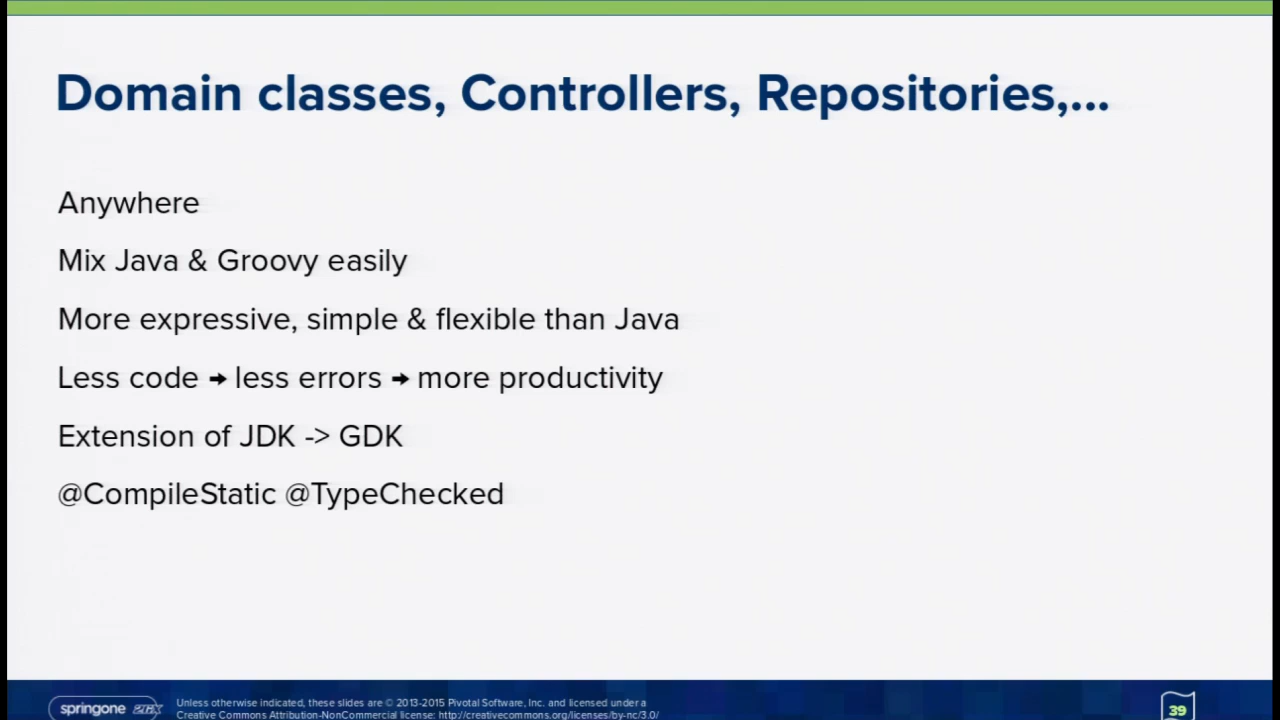 Domain classes, Controllers, Repositories,...
Anywhere
Mix Java & Groovy easily
More expressive, simple & flexible than Java
Less code → less errors → more productivity
Extension of JDK -> GDK
@CompileStatic @TypeChecked
springone 2GX
Unless otherwise indicated, these slides are © 2013-2015 Pivotal Software, Inc. and licensed under a
Creative Commons Attribution-NonCommercial license: http://creativecommons.org/licenses/by-nc/3.0/
39